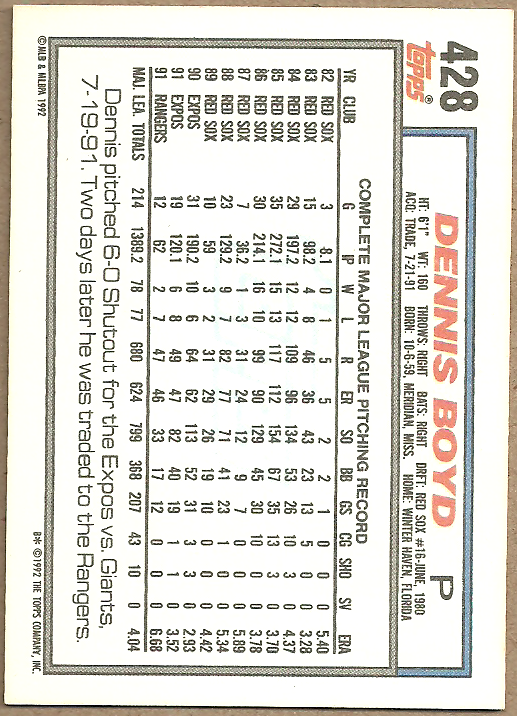 428
Topps®
DENNIS BOYD P
HT: 6'1" WT: 160 THROWS: RIGHT BATS: RIGHT DRFT: RED SOX #16-JUNE, 1980
ACQ: TRADE, 7-21-91 BORN: 10-6-59, MERIDIAN, MISS. HOME: WINTER HAVEN, FLORIDA
COMPLETE MAJOR LEAGUE PITCHING RECORD
YR CLUB G IP W L R ER SO BB GS CG SHO SV ERA
82 RED SOX 3 8.1 0 1 5 5 2 2 1 0 0 0 5.40
83 RED SOX 15 98.2 4 8 46 36 43 23 13 5 0 0 3.28
84 RED SOX 29 197.2 12 12 109 96 134 53 26 10 3 0 4.37
85 RED SOX 35 272.1 15 13 117 112 154 67 35 13 3 0 3.70
86 RED SOX 30 214.1 16 10 99 90 129 45 30 10 0 0 3.78
87 RED SOX 7 36.2 1 3 31 24 12 9 7 0 0 0 5.89
88 RED SOX 23 129.2 9 7 82 77 71 41 23 1 0 0 5.34
89 RED SOX 10 59 3 2 31 29 26 19 10 0 0 0 4.42
90 EXPOS 31 190.2 10 6 64 62 113 52 31 3 3 0 2.93
91 EXPOS 19 120.1 6 8 49 47 82 40 19 1 1 0 3.52
91 RANGERS 12 62 2 7 47 46 33 17 12 0 0 0 6.68
MAJ. LEA. TOTALS 214 1389.2 78 77 680 624 799 368 207 43 10 0 4.04
Dennis pitched 6-0 Shutout for the Expos vs. Giants,
7-19-91. Two days later he was traded to the Rangers.
©MLB & MLBPA 1992 B* ©1992 THE TOPPS COMPANY, INC.